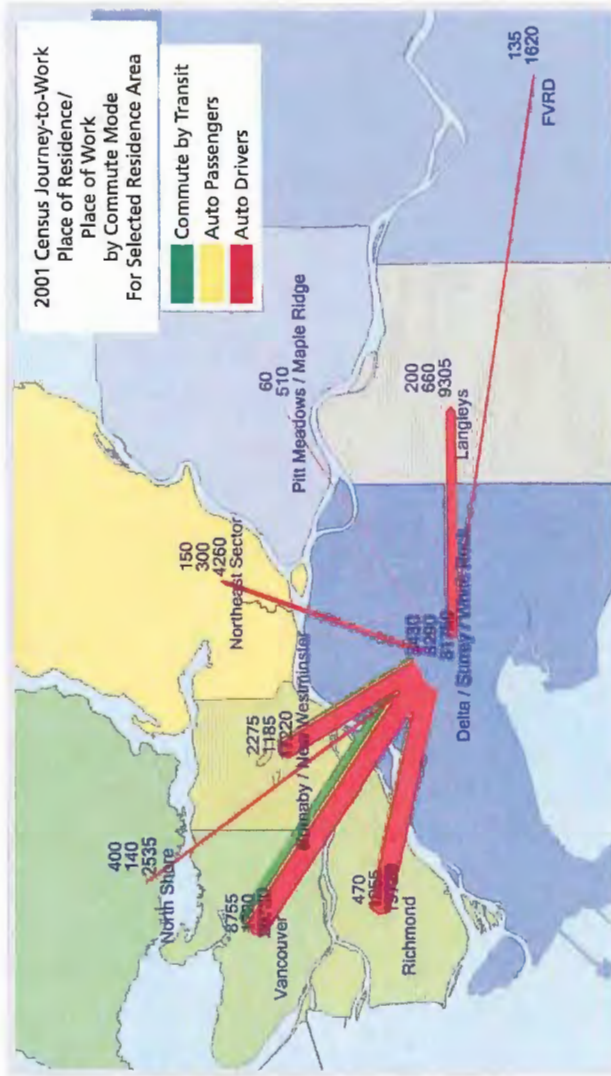 2001 Census Journey-to-Work
Place of Residence/
Place of Work
by Commute Mode
For Selected Residence Area
Commute by Transit
Auto Passengers
Auto Drivers
400
140
2535
North Shore
8755
Vancouver
2275
1185
Burnaby / New Westminster
150
300
4260
Northeast Sector
60
510
Pitt Meadows / Maple Ridge
470
Richmond
8290
81750
Delta / Surrey / White Rock
200
660
9305
Langleys
135
1620
FVRD